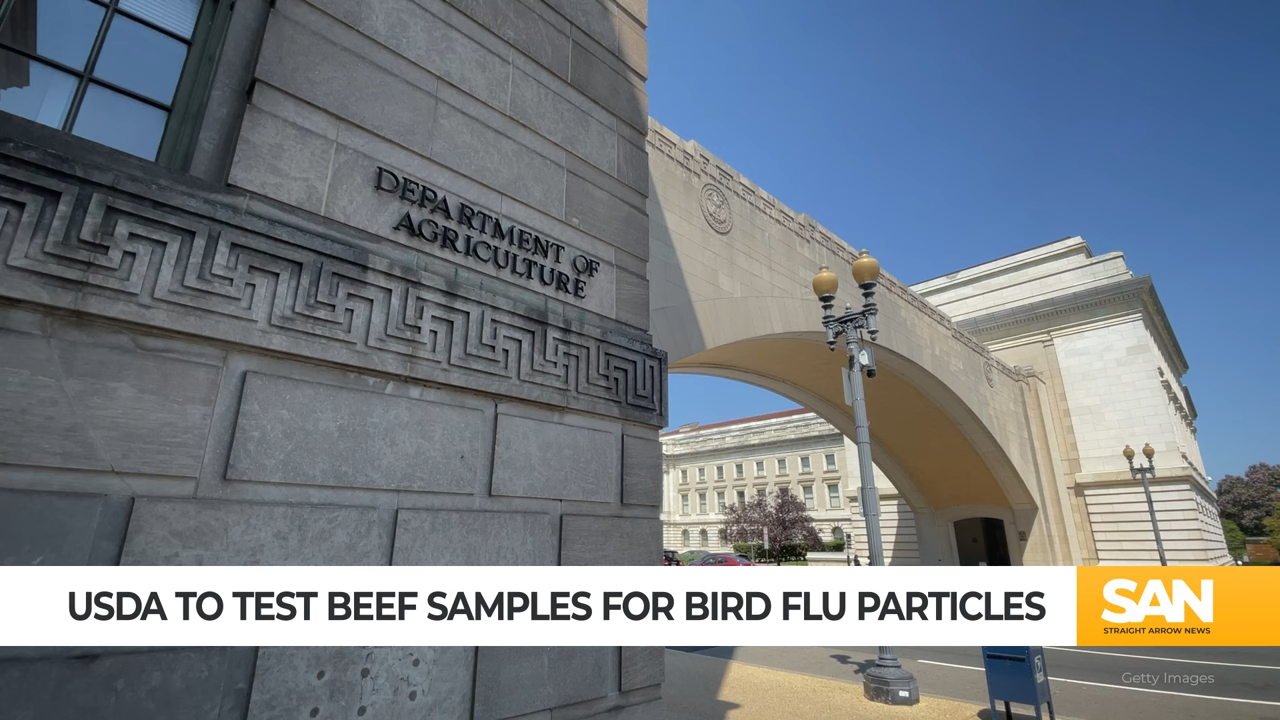 DEPARTMENT OF
AGRICULTURE
USDA TO TEST BEEF SAMPLES FOR BIRD FLU PARTICLES
SAN
STRAIGHT ARROW NEWS
Getty Images